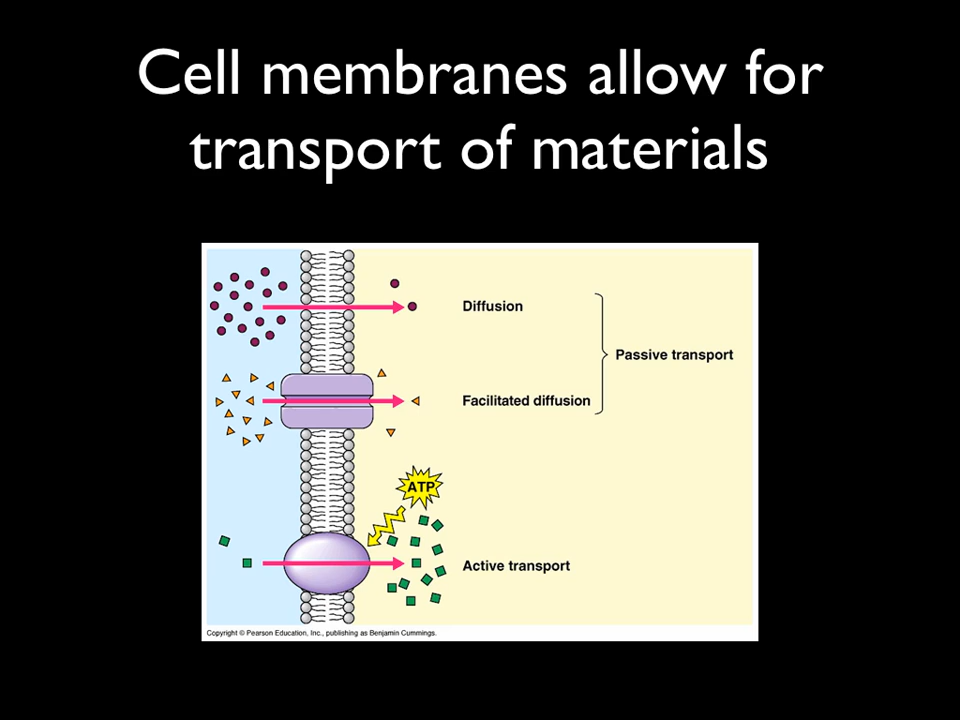 Cell membranes allow for
transport of materials
Diffusion
Passive transport
Facilitated diffusion
ATP
Active transport
Copyright © Pearson Education, Inc., publishing as Benjamin Cummings.